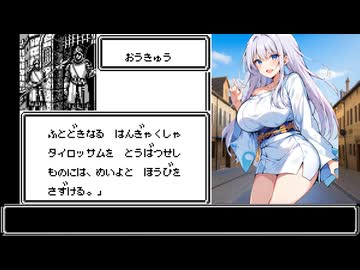 おうきゅう
ふとどきなる はんぎゃくしゃ
タイロッサムを とうばつせし
ものには、めいよと ほうびを
さずける。」